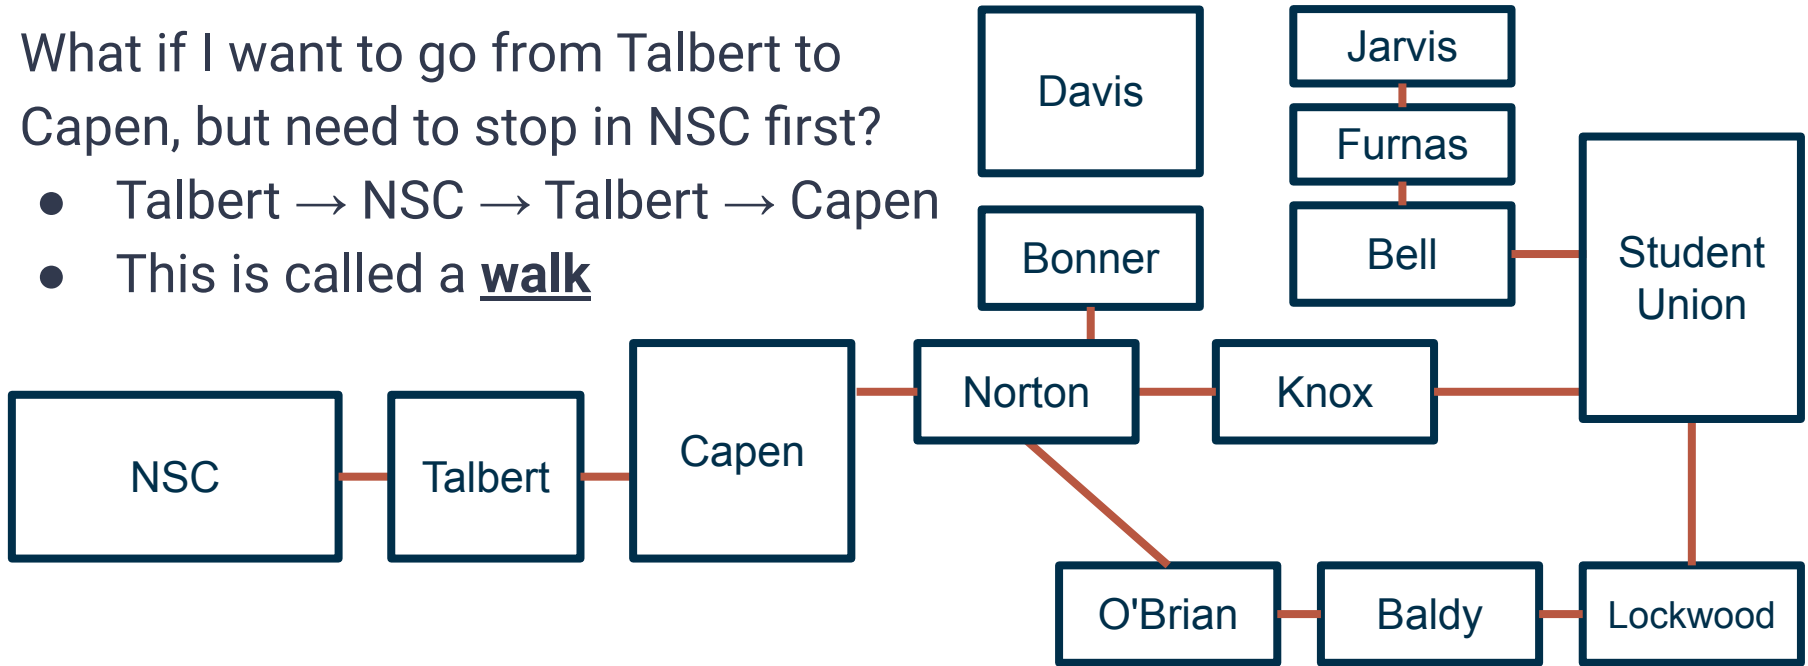 What if I want to go from Talbert to
Capen, but need to stop in NSC first?
● Talbert → NSC → Talbert → Capen
● This is called a walk
Davis
Jarvis
Furnas
Bonner
Bell
Student
Union
Norton
Knox
Capen
NSC
Talbert
O'Brian
Baldy
Lockwood